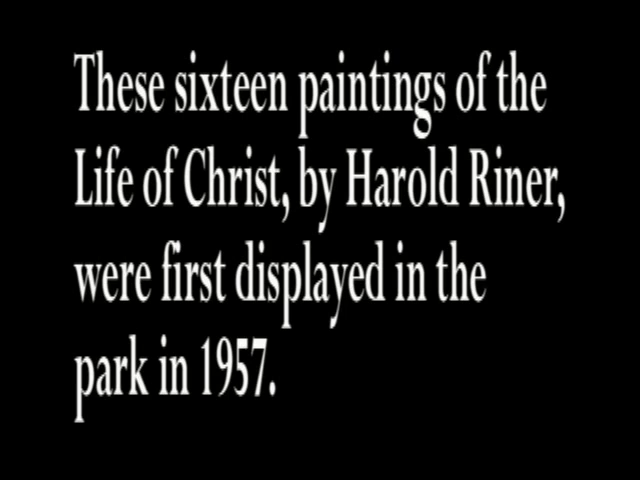 These sixteen paintings of the
Life of Christ, by Harold Riner,
were first displayed in the
park in 1957.